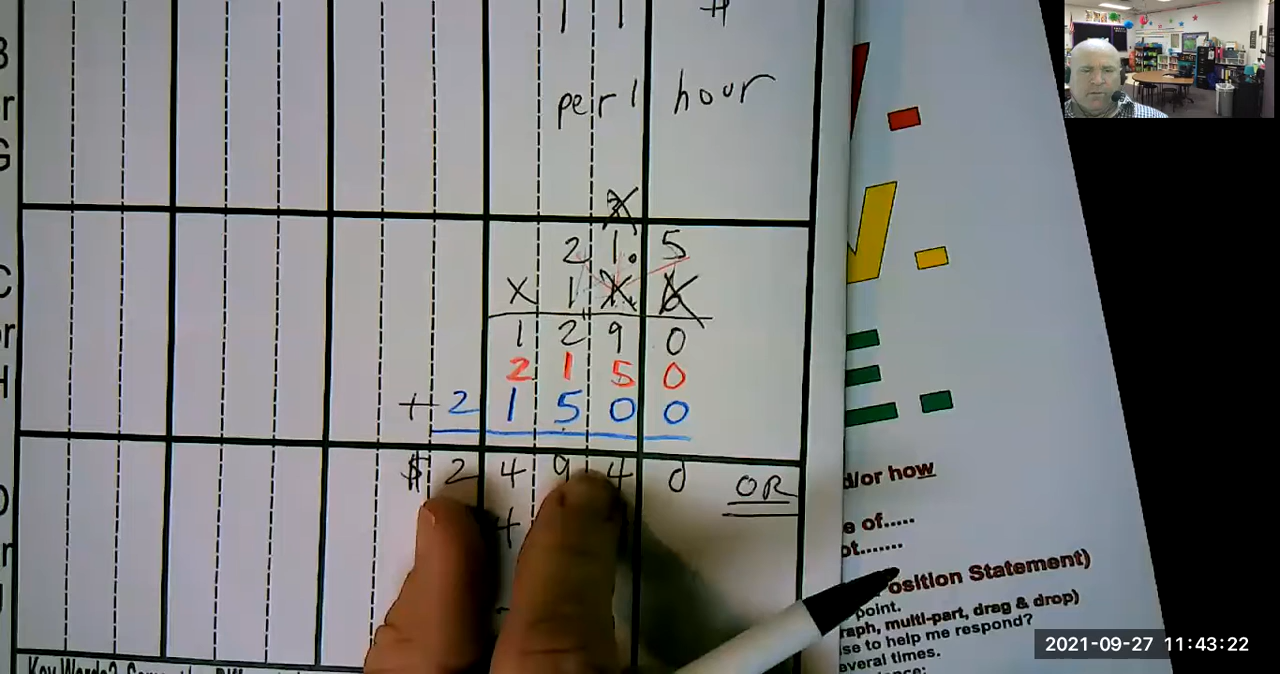 per 1 hour
X
2 1. 5
X 1 1. 6
1 2 9 0
2 1 5 0
+ 2 1 5 0 0
$ 2 4 9 4 0 OR
+
d/or how
e of.....
ot.......
osition Statement)
point.
raph, multi-part, drag & drop)
se to help me respond?
everal times.
2021-09-27 11:43:22